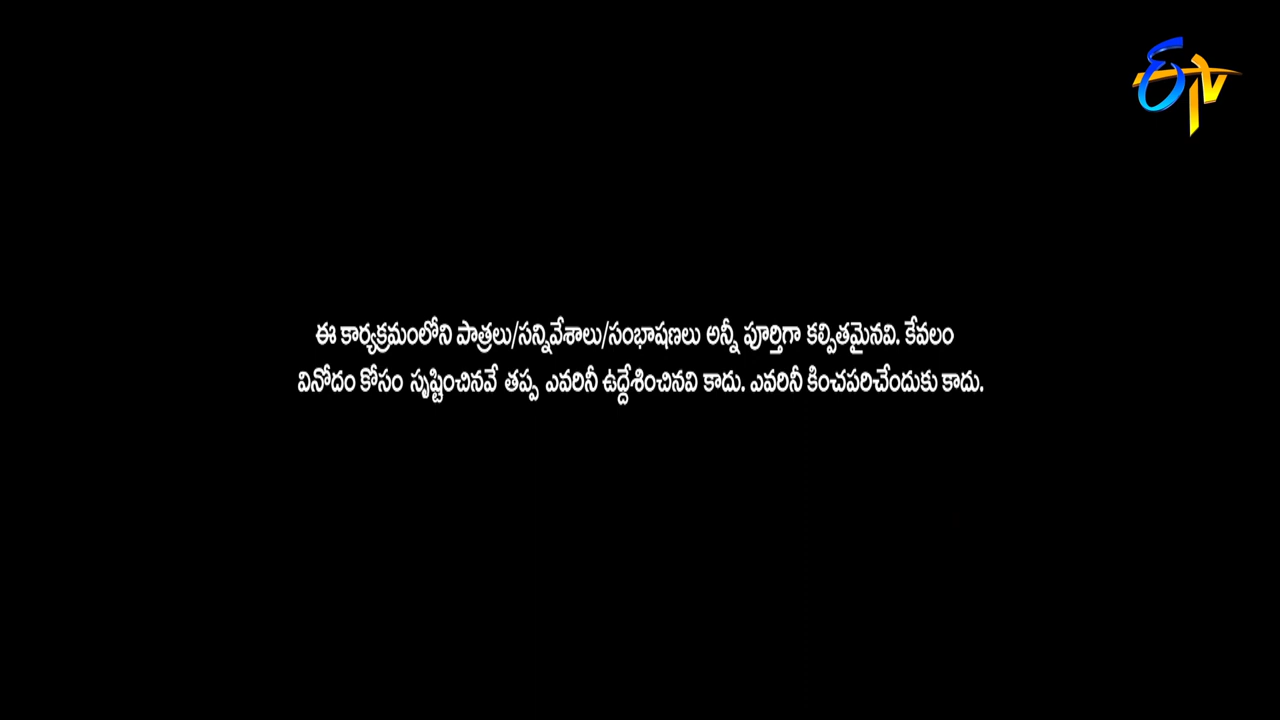 ఈ టీవీ
ఈ కార్యక్రమంలోని పాత్రలు/సన్నివేశాలు/సంభాషణలు అన్నీ పూర్తిగా కల్పితమైనవి. కేవలం
వినోదం కోసం సృష్టించినవే తప్ప ఎవరినీ ఉద్దేశించినవి కాదు. ఎవరినీ కించపరిచేందుకు కాదు.